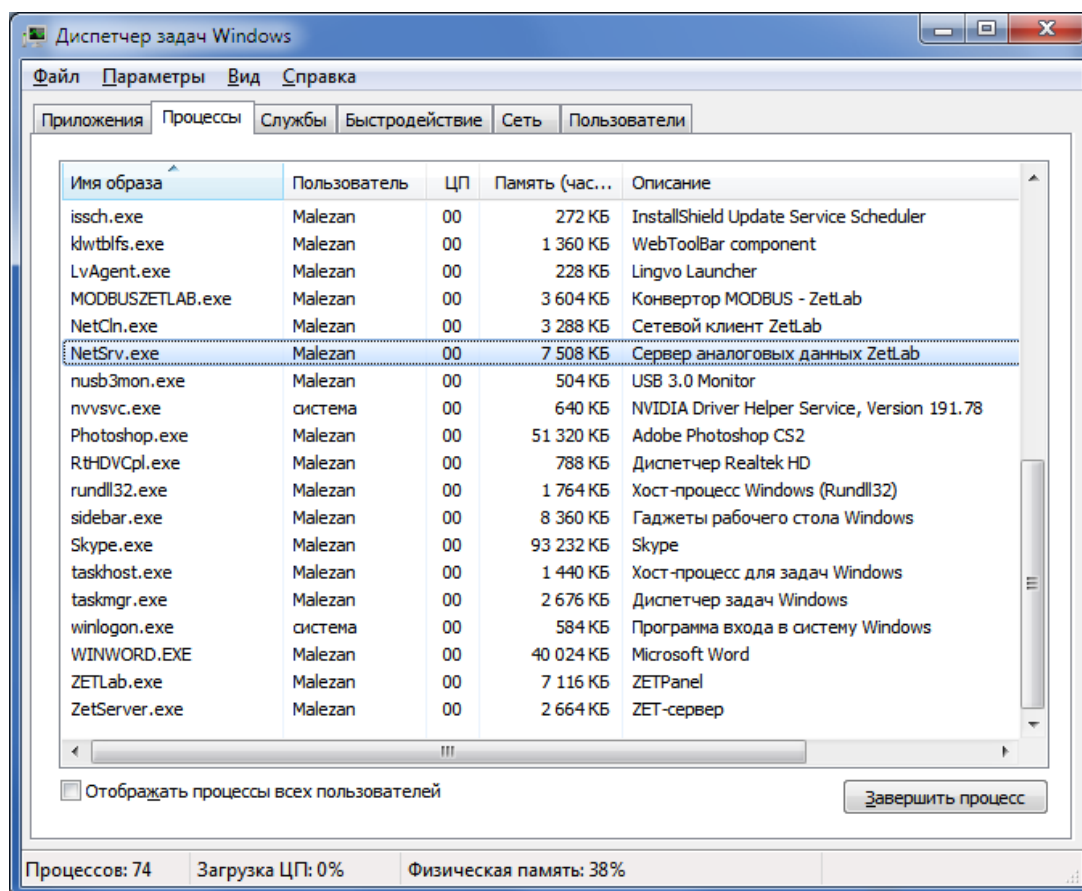 Диспетчер задач Windows
Файл Параметры Вид Справка
Приложения Процессы Службы Быстродействие Сеть Пользователи
Имя образа Пользователь ЦП Память (час... Описание
issch.exe Malezan 00 272 КБ InstallShield Update Service Scheduler
klwtblfs.exe Malezan 00 1 360 КБ WebToolBar component
LvAgent.exe Malezan 00 228 КБ Lingvo Launcher
MODBUSZETLAB.exe Malezan 00 3 604 КБ Конвертор MODBUS - ZetLab
NetCln.exe Malezan 00 3 288 КБ Сетевой клиент ZetLab
NetSrv.exe Malezan 00 7 508 КБ Сервер аналоговых данных ZetLab
nusb3mon.exe Malezan 00 504 КБ USB 3.0 Monitor
nvvsvc.exe система 00 640 КБ NVIDIA Driver Helper Service, Version 191.78
Photoshop.exe Malezan 00 51 320 КБ Adobe Photoshop CS2
RtHDVCpl.exe Malezan 00 788 КБ Диспетчер Realtek HD
rundll32.exe Malezan 00 1 764 КБ Хост-процесс Windows (Rundll32)
sidebar.exe Malezan 00 8 360 КБ Гаджеты рабочего стола Windows
Skype.exe Malezan 00 93 232 КБ Skype
taskhost.exe Malezan 00 1 440 КБ Хост-процесс для задач Windows
taskmgr.exe Malezan 00 2 676 КБ Диспетчер задач Windows
winlogon.exe система 00 584 КБ Программа входа в систему Windows
WINWORD.EXE Malezan 00 40 024 КБ Microsoft Word
ZETLab.exe Malezan 00 7 116 КБ ZETPanel
ZetServer.exe Malezan 00 2 664 КБ ZET-сервер
Отображать процессы всех пользователей Завершить процесс
Процессов: 74 Загрузка ЦП: 0% Физическая память: 38%